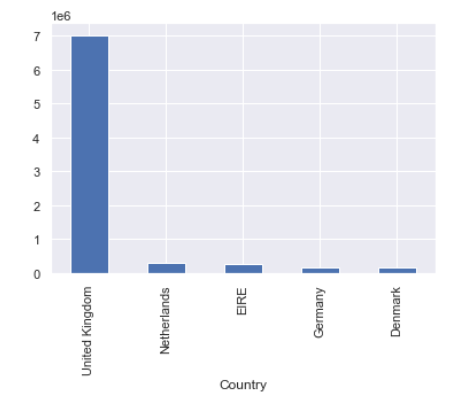 1e6
7
6
5
4
3
2
1
0
United Kingdom
Netherlands
EIRE
Germany
Denmark
Country